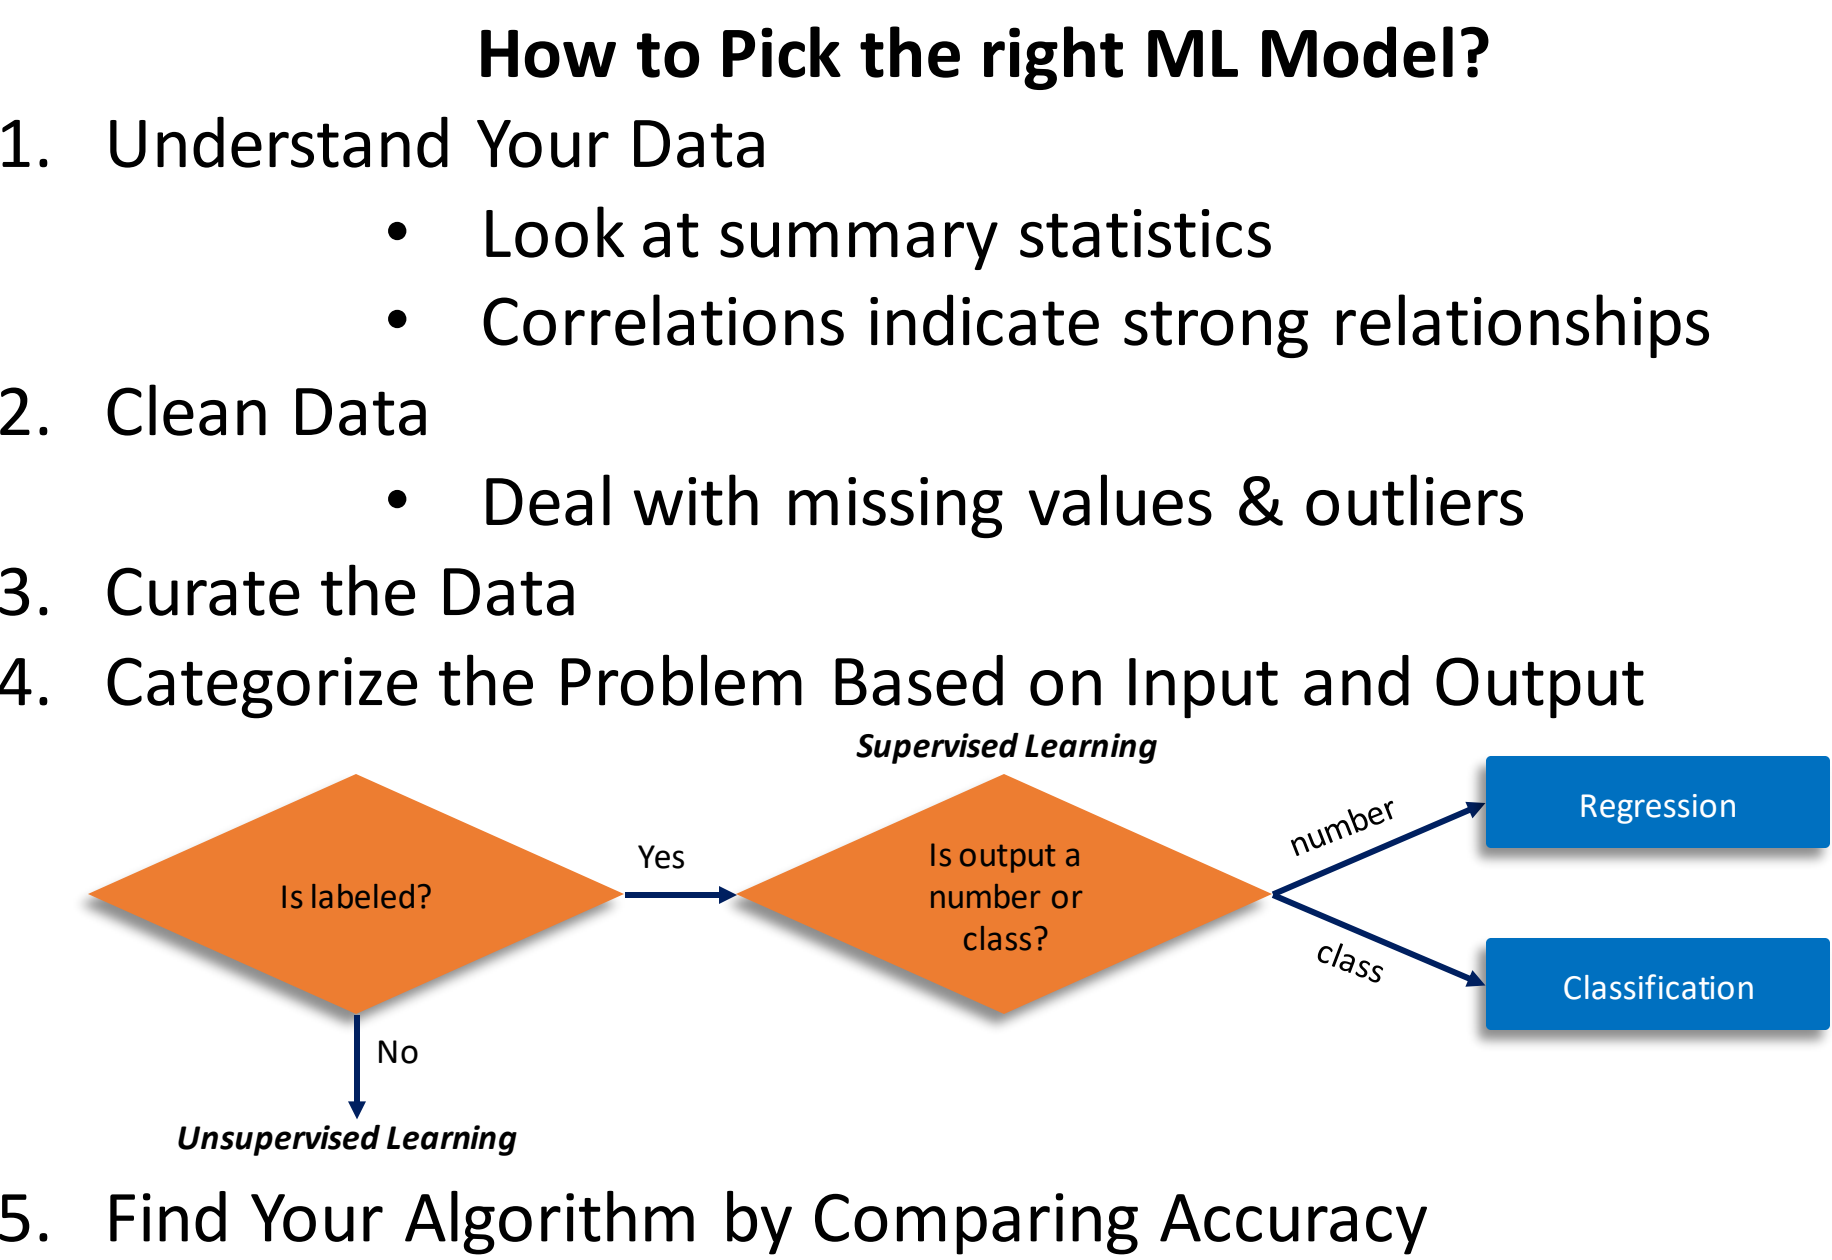 How to Pick the right ML Model?
1. Understand Your Data
• Look at summary statistics
• Correlations indicate strong relationships
2. Clean Data
• Deal with missing values & outliers
3. Curate the Data
4. Categorize the Problem Based on Input and Output
Supervised Learning
Is labeled?
Yes
Is output a
number or
class?
number
Regression
class
Classification
No
Unsupervised Learning
5. Find Your Algorithm by Comparing Accuracy